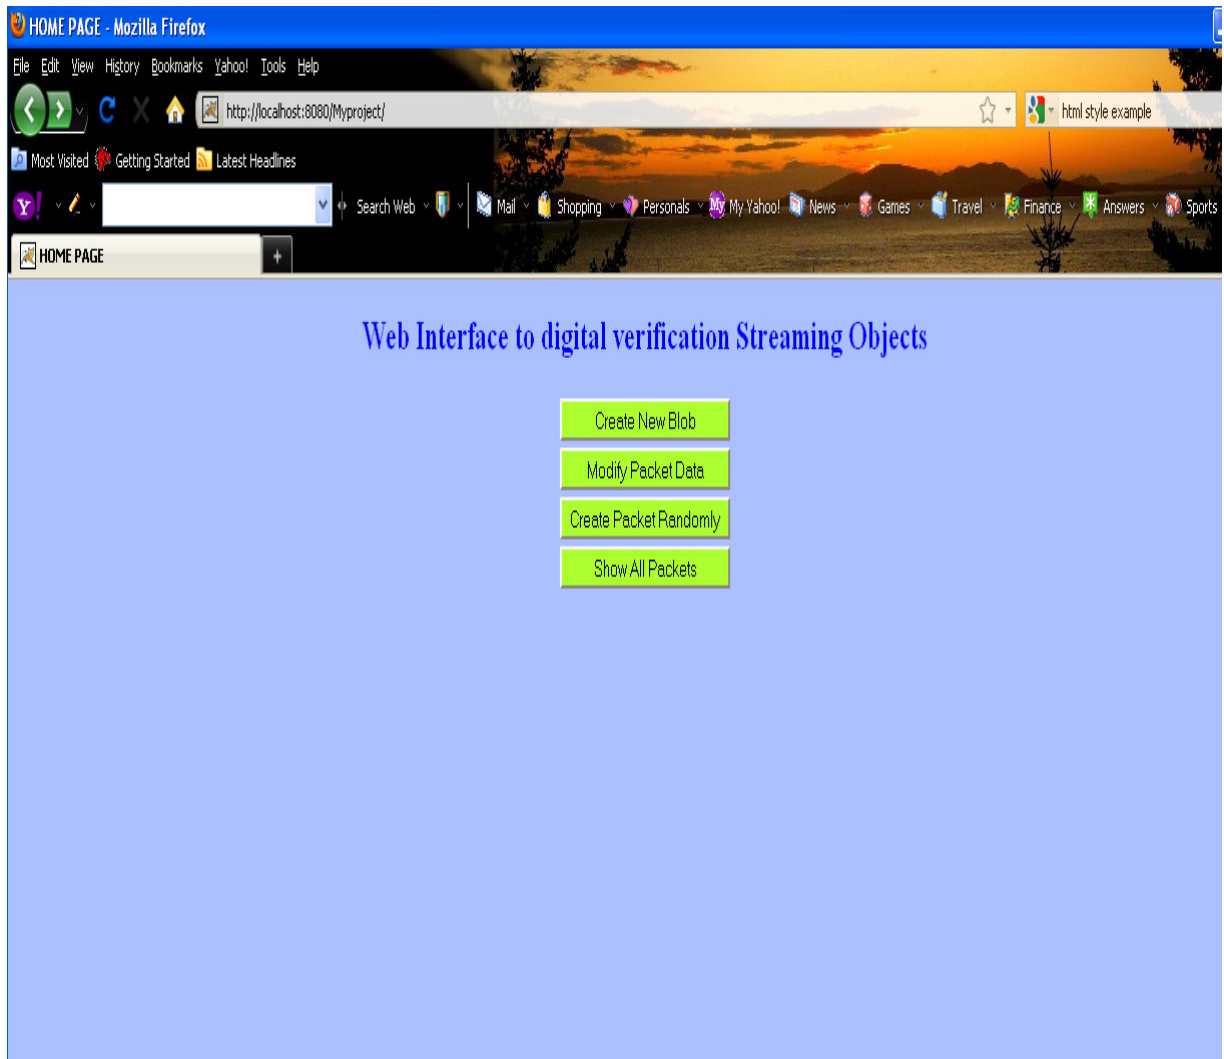 HOME PAGE - Mozilla Firefox
File Edit View History Bookmarks Yahoo! Tools Help
http://localhost:8080/Myproject/
html style example
Most Visited Getting Started Latest Headlines
Y! Search Web Mail Shopping Personals My My Yahoo! News Games Travel Finance Answers Sports
HOME PAGE +
Web Interface to digital verification Streaming Objects
Create New Blob
Modify Packet Data
Create Packet Randomly
Show All Packets